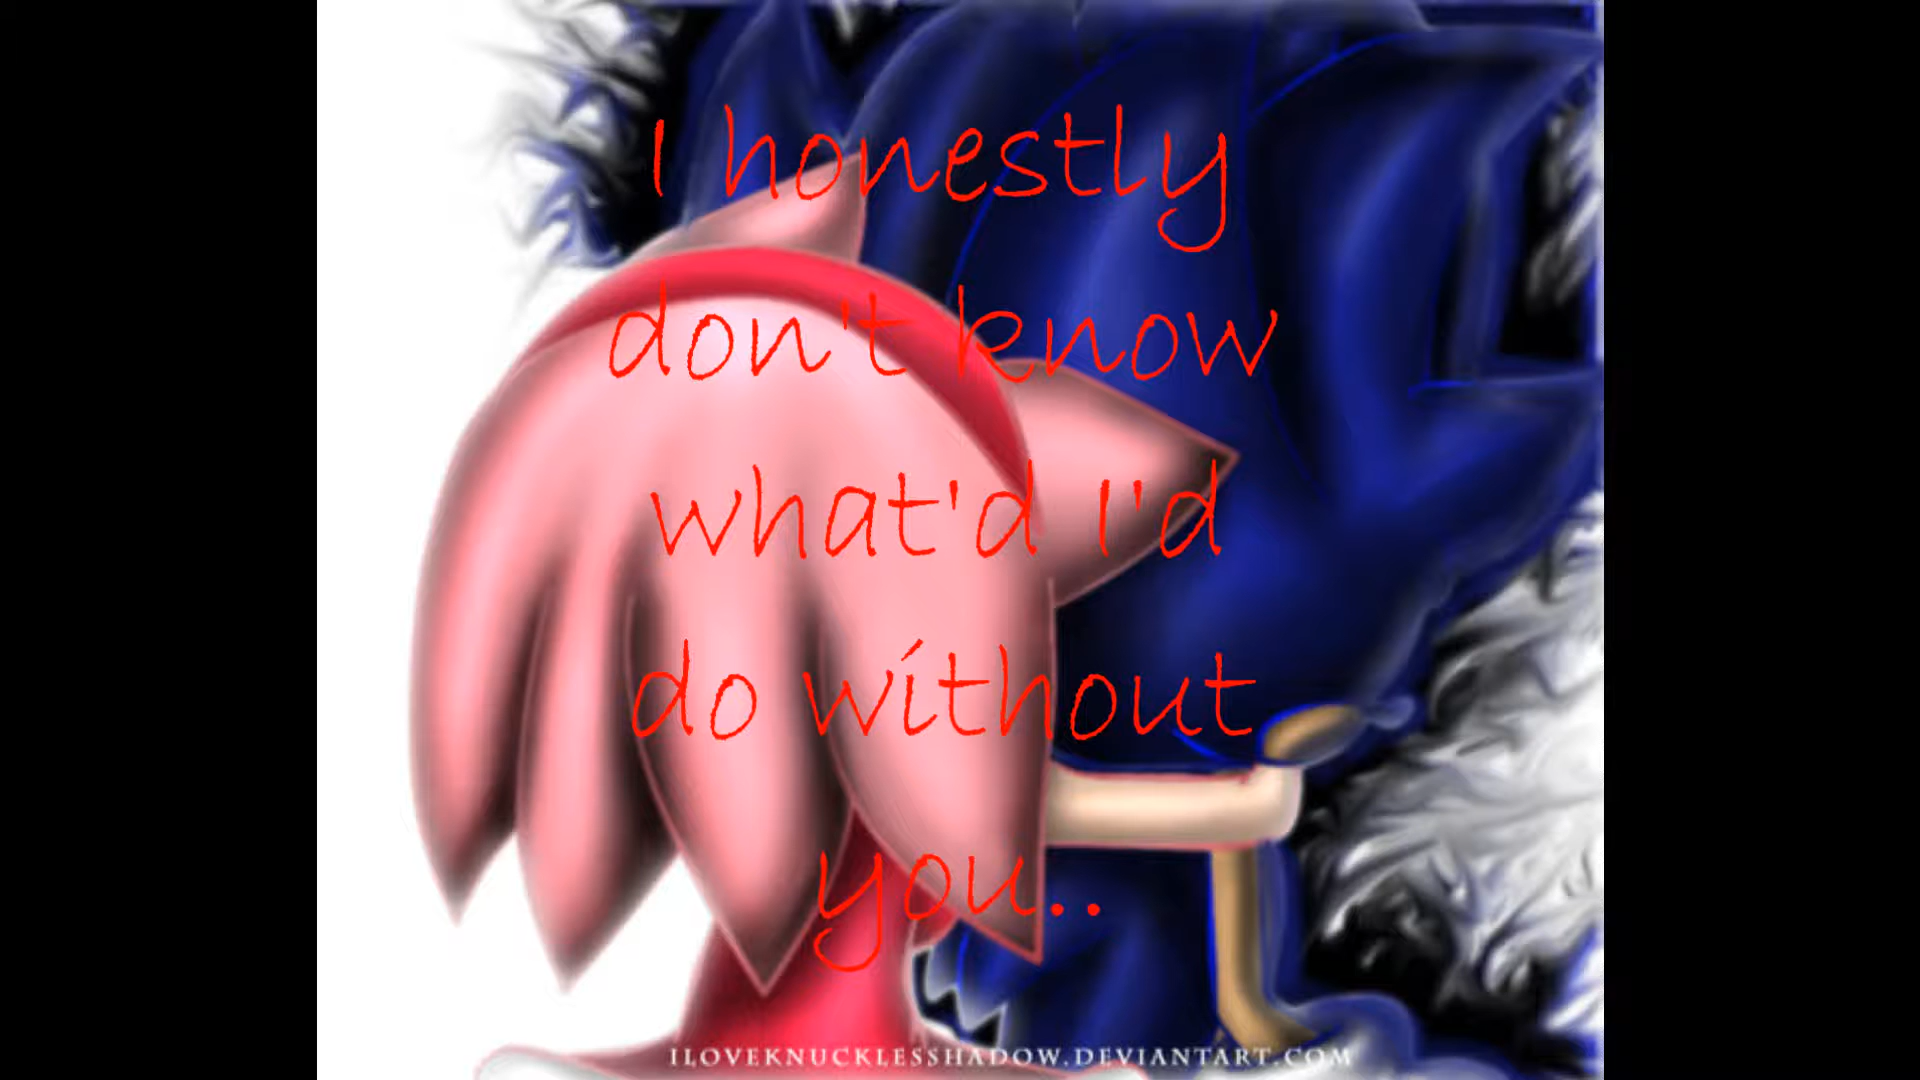 I honestly
don't know
what'd I'd
do without
you..
ILOVEKNUCKLESSHADOW.DEVIANTART.COM